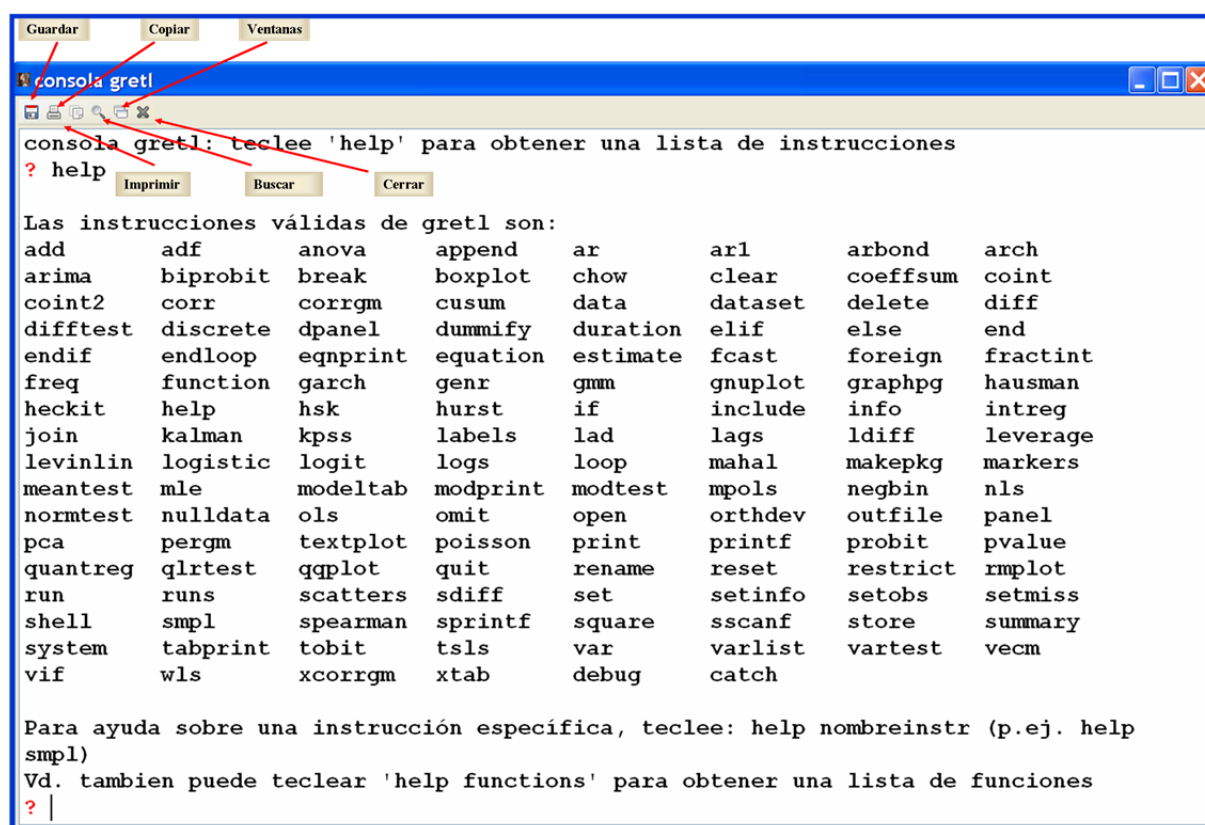 Guardar Copiar Ventanas
consola gretl
consola gretl: teclee 'help' para obtener una lista de instrucciones
? help
Imprimir Buscar Cerrar
Las instrucciones válidas de gretl son:
add adf anova append ar ar1 arbond arch
arima biprobit break boxplot chow clear coeffsum coint
coint2 corr corrgm cusum data dataset delete diff
difftest discrete dpanel dummify duration elif else end
endif endloop eqnprint equation estimate fcast foreign fractint
freq function garch genr gmm gnuplot graphpg hausman
heckit help hsk hurst if include info intreg
join kalman kpss labels lad lags ldiff leverage
levinlin logistic logit logs loop mahal makepkg markers
meantest mle modeltab modprint modtest mpols negbin nls
normtest nulldata ols omit open orthdev outfile panel
pca pergm textplot poisson print printf probit pvalue
quantreg qlrtest qqplot quit rename reset restrict rmplot
run runs scatters sdiff set setinfo setobs setmiss
shell smpl spearman sprintf square sscanf store summary
system tabprint tobit tsls var varlist vartest vecm
vif wls xcorrgm xtab debug catch
Para ayuda sobre una instrucción específica, teclee: help nombreinstr (p.ej. help
smpl)
Vd. tambien puede teclear 'help functions' para obtener una lista de funciones
?